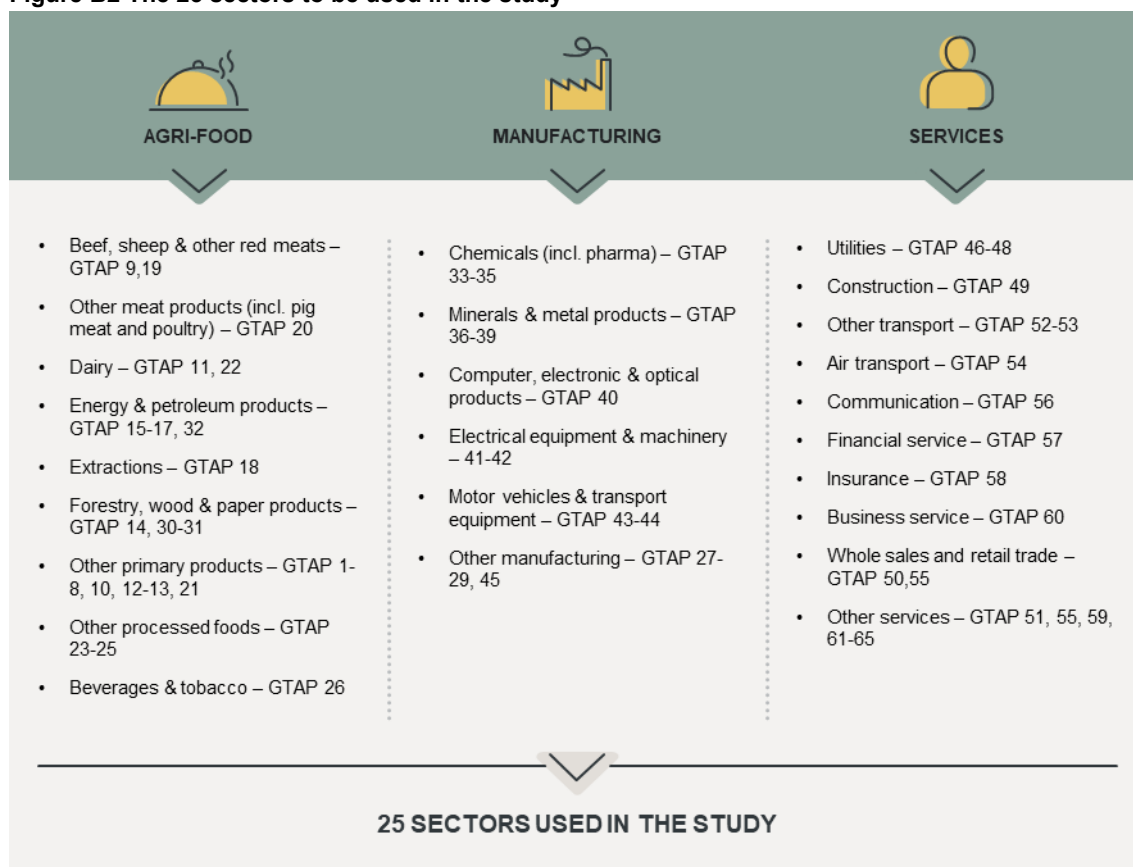 Figure B2 The 25 sectors to be used in the study
AGRI-FOOD
MANUFACTURING
SERVICES
• Beef, sheep & other red meats –
GTAP 9,19
• Other meat products (incl. pig
meat and poultry) – GTAP 20
• Dairy – GTAP 11, 22
• Energy & petroleum products –
GTAP 15-17, 32
• Extractions – GTAP 18
• Forestry, wood & paper products –
GTAP 14, 30-31
• Other primary products – GTAP 1-
8, 10, 12-13, 21
• Other processed foods – GTAP
23-25
• Beverages & tobacco – GTAP 26
• Chemicals (incl. pharma) – GTAP
33-35
• Minerals & metal products – GTAP
36-39
• Computer, electronic & optical
products – GTAP 40
• Electrical equipment & machinery
– 41-42
• Motor vehicles & transport
equipment – GTAP 43-44
• Other manufacturing – GTAP 27-
29, 45
• Utilities – GTAP 46-48
• Construction – GTAP 49
• Other transport – GTAP 52-53
• Air transport – GTAP 54
• Communication – GTAP 56
• Financial service – GTAP 57
• Insurance – GTAP 58
• Business service – GTAP 60
• Whole sales and retail trade –
GTAP 50,55
• Other services – GTAP 51, 55, 59,
61-65
25 SECTORS USED IN THE STUDY